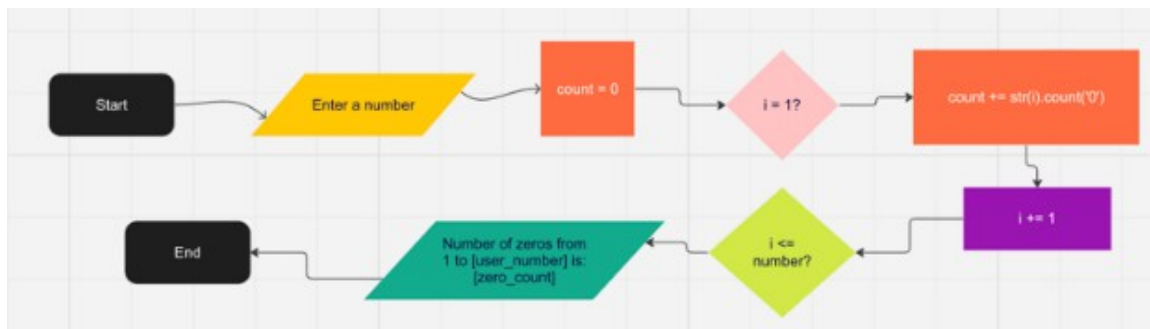 Start
Enter a number
count = 0
i = 1?
count += str(i).count('0')
i += 1
i <=
number?
Number of zeros from
1 to [user_number] is:
[zero_count]
End